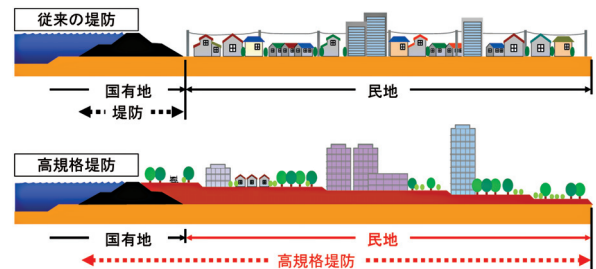 従来の堤防
国有地
民地
堤防
高規格堤防
国有地
民地
高規格堤防